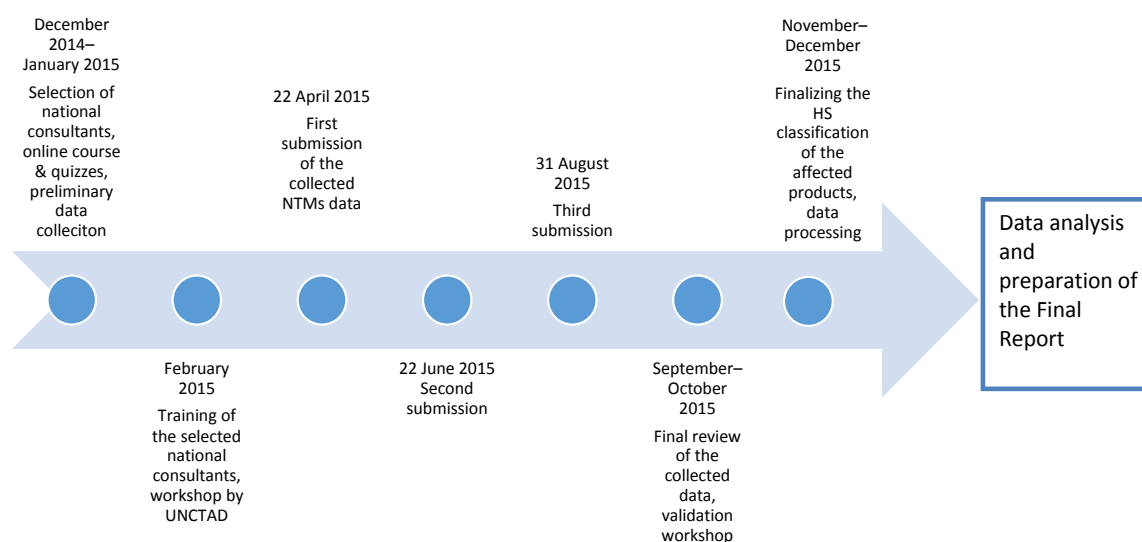 December
2014–
January 2015
Selection of
national
consultants,
online course
& quizzes,
preliminary
data
colleciton
February
2015
Training of
the selected
national
consultants,
workshop by
UNCTAD
22 April 2015
First
submission
of the
collected
NTMs data
22 June 2015
Second
submission
31 August
2015
Third
submission
September–
October
2015
Final review
of the
collected
data,
validation
workshop
November–
December
2015
Finalizing the
HS
classification
of the
affected
products,
data
processing
Data analysis
and
preparation of
the Final
Report